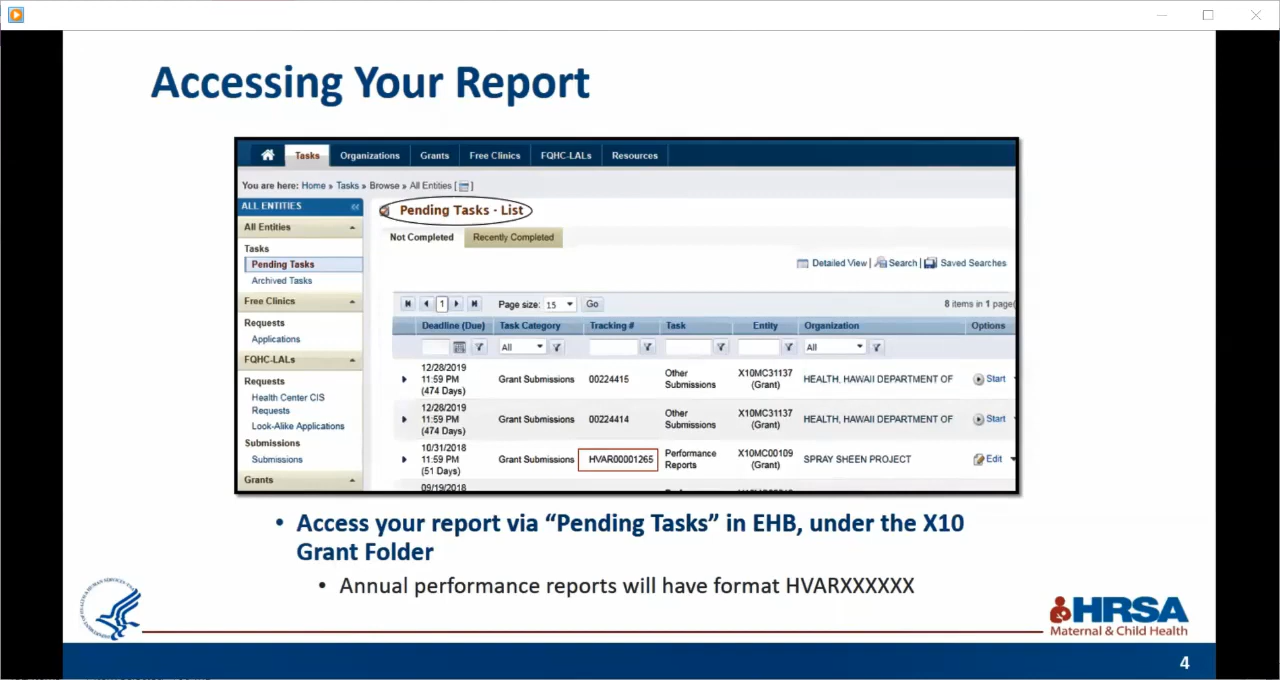 Accessing Your Report
Tasks Organizations Grants Free Clinics FQHC-LALs Resources
You are here: Home » Tasks » Browse » All Entities [ ]
ALL ENTITIES «
All Entities
Tasks
Pending Tasks
Archived Tasks
Free Clinics
Requests
Applications
FQHC-LALs
Requests
Health Center CIS
Requests
Look-Alike Applications
Submissions
Submissions
Grants
Pending Tasks - List
Not Completed Recently Completed
Detailed View | Search | Saved Searches
1 Page size: 15 Go 8 items in 1 page(
Deadline (Due) Task Category Tracking # Task Entity Organization Options
All All
12/28/2019
11:59 PM
(474 Days)
Grant Submissions 00224415
Other
Submissions
X10MC31137
(Grant)
HEALTH, HAWAII DEPARTMENT OF Start
12/28/2019
11:59 PM
(474 Days)
Grant Submissions 00224414
Other
Submissions
X10MC31137
(Grant)
HEALTH, HAWAII DEPARTMENT OF Start
10/31/2018
11:59 PM
(51 Days)
Grant Submissions HVAR00001265
Performance
Reports
X10MC00109
(Grant)
SPRAY SHEEN PROJECT Edit
09/19/2018
• Access your report via “Pending Tasks” in EHB, under the X10
Grant Folder
• Annual performance reports will have format HVARXXXXXX
HRSA
Maternal & Child Health
4